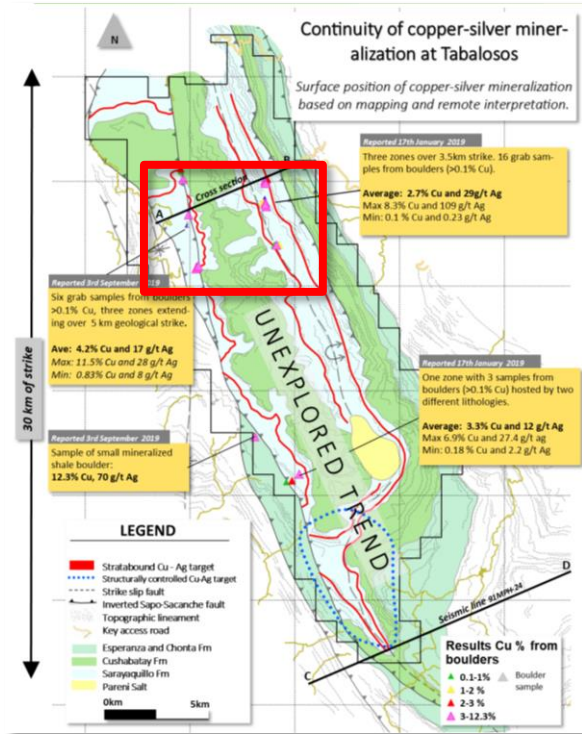 Continuity of copper-silver miner-
alization at Tabalosos
Surface position of copper-silver mineralization
based on mapping and remote interpretation.
N
Reported 17th January 2019
Three zones over 3.5km strike. 16 grab sam-
ples from boulders (>0.1% Cu).
Average: 2.7% Cu and 29g/t Ag
Max 8.3% Cu and 109 g/t Ag
Min: 0.1 % Cu and 0.23 g/t Ag
B
Cross section
A
Reported 3rd September 2019
Six grab samples from boulders
>0.1% Cu, three zones extend-
ing over 5 km geological strike.
Ave: 4.2% Cu and 17 g/t Ag
Max: 11.5% Cu and 28 g/t Ag
Min: 0.83% Cu and 8 g/t Ag
30 km of strike
UNEXPLORED TREND
Reported 17th January 2019
One zone with 3 samples from
boulders (>0.1% Cu) hosted by two
different lithologies.
Average: 3.3% Cu and 12 g/t Ag
Max 6.9% Cu and 27.4 g/t ag
Min: 0.18 % Cu and 2.2 g/t Ag
Reported 3rd September 2019
Sample of small mineralized
shale boulder:
12.3% Cu, 70 g/t Ag
LEGEND
Stratabound Cu - Ag target
Structurally controlled Cu-Ag target
Strike slip fault
Inverted Sapo-Sacanche fault
Topographic lineament
Key access road
Esperanza and Chonta Fm
Cushabatay Fm
Sarayaquillo Fm
Pareni Salt
0km 5km
D
Seismic line 91MPH-24
C
Results Cu % from
boulders
0.1-1%
Boulder
sample
1-2 %
2-3 %
3-12.3%